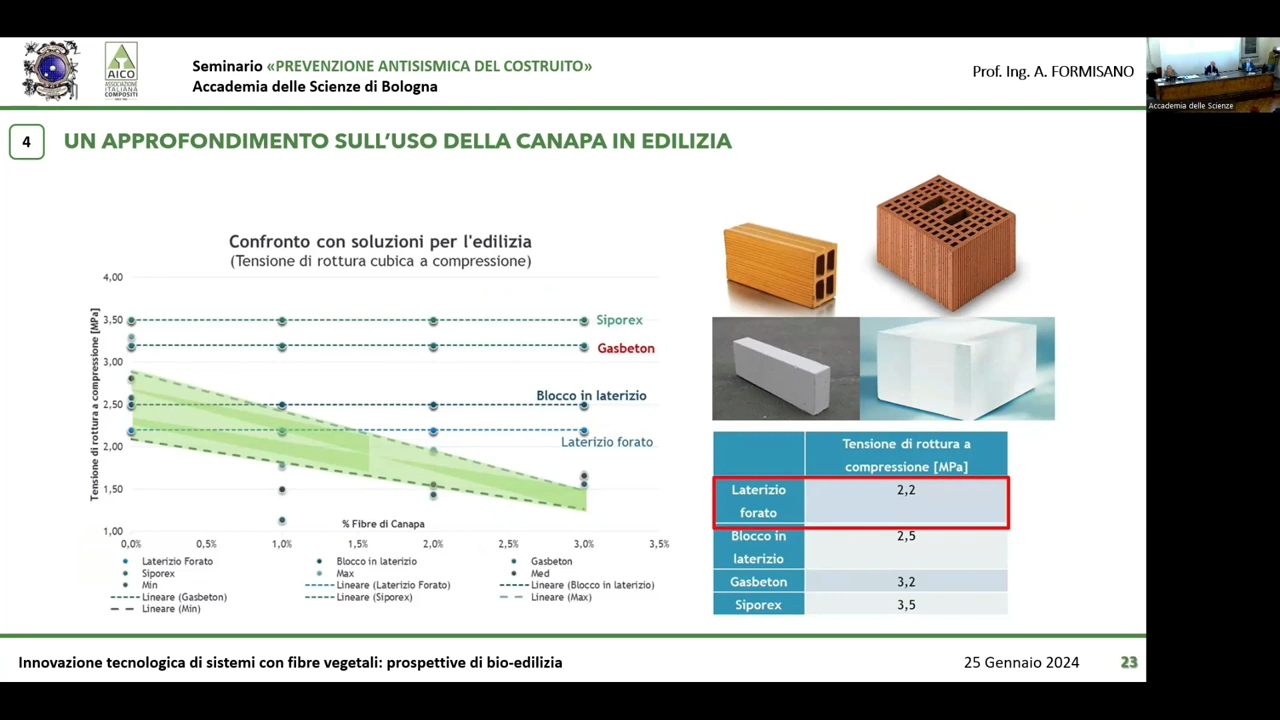 AICO
ASSOCIAZIONE
ITALIANA
COMPOSITI
Seminario «PREVENZIONE ANTISISMICA DEL COSTRUITO»
Accademia delle Scienze di Bologna
Prof. Ing. A. FORMISANO
Accademia delle Scienze
4
UN APPROFONDIMENTO SULL'USO DELLA CANAPA IN EDILIZIA
Confronto con soluzioni per l'edilizia
(Tensione di rottura cubica a compressione)
Tensione di rottura a compressione [MPa]
4,00
3,50
3,00
2,50
2,00
1,50
1,00
Siporex
Gasbeton
Blocco in laterizio
Laterizio forato
% Fibre di Canapa
0,0% 0,5% 1,0% 1,5% 2,0% 2,5% 3,0% 3,5%
Laterizio Forato Blocco in laterizio Gasbeton
Siporex Max Med
Min Lineare (Laterizio Forato) Lineare (Blocco in laterizio)
Lineare (Gasbeton) Lineare (Siporex) Lineare (Max)
Lineare (Min)
Tensione di rottura a
compressione [MPa]
Laterizio
forato
2,2
Blocco in
laterizio
2,5
Gasbeton 3,2
Siporex 3,5
Innovazione tecnologica di sistemi con fibre vegetali: prospettive di bio-edilizia
25 Gennaio 2024
23